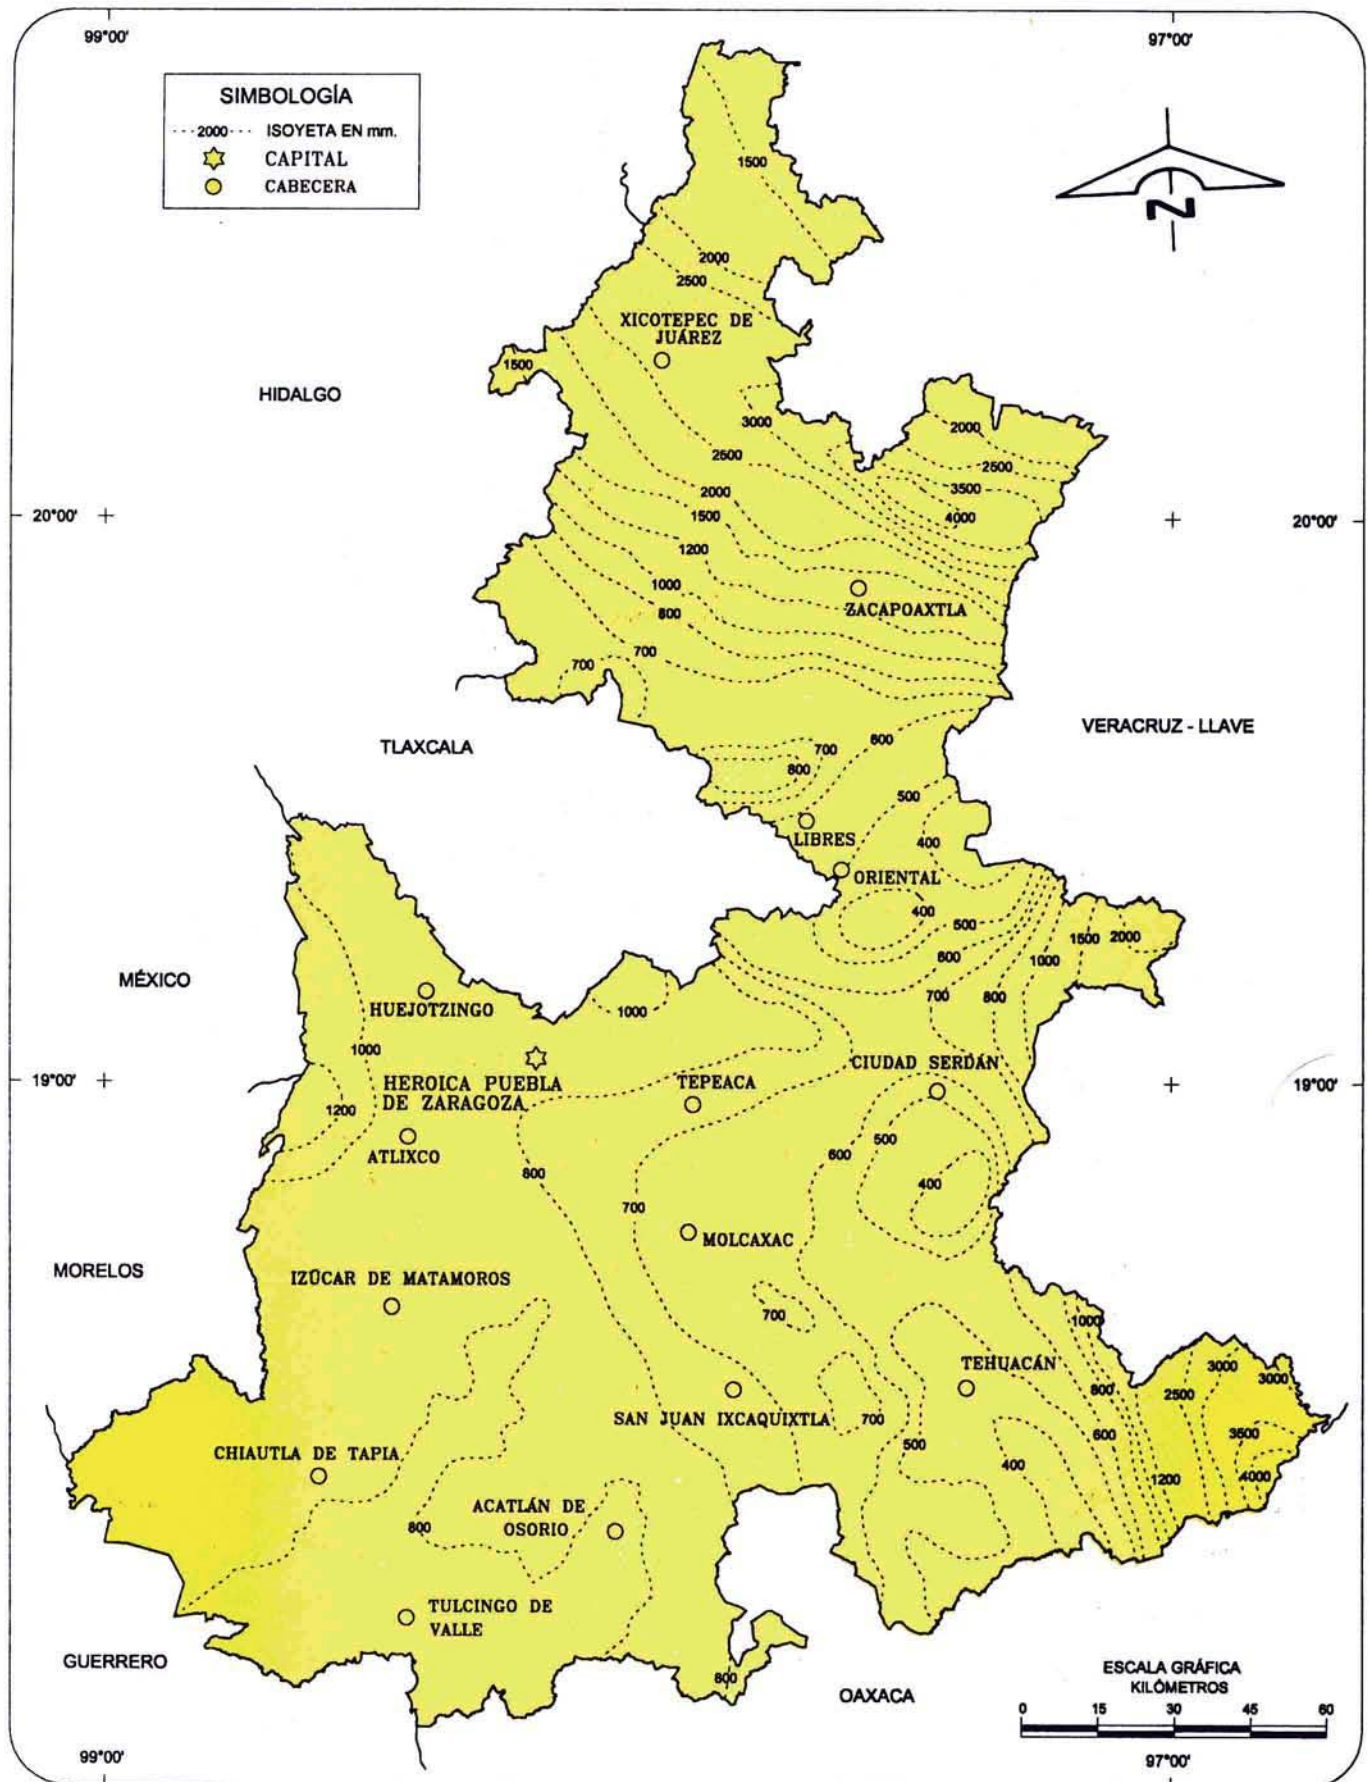 99°00'
97°00'
SIMBOLOGÍA
2000 ISOYETA EN mm.
CAPITAL
CABECERA
N
1500
2000
2500
XICOTEPEC DE
JUÁREZ
1500
HIDALGO
3000
2000
2500
2500
3500
2000
4000
1500
20°00'
20°00'
1200
1000
ZACAPOAXTLA
800
700
700
VERACRUZ - LLAVE
TLAXCALA
600
700
800
500
LIBRES
400
ORIENTAL
400
500
1500
2000
600
1000
MÉXICO
700
800
HUEJOTZINGO
1000
1000
CIUDAD SERDÁN
19°00'
19°00'
HEROICA PUEBLA
DE ZARAGOZA
TEPEACA
1200
500
ATLIXCO
600
800
400
700
MOLCAXAC
MORELOS
IZÚCAR DE MATAMOROS
700
1000
TEHUACÁN
3000
3000
800
2500
SAN JUAN IXCAQUIXTLA
700
600
3500
500
CHIAUTLA DE TAPIA
400
1200
4000
ACATLÁN DE
OSORIO
800
TULCINGO DE
VALLE
GUERRERO
800
OAXACA
ESCALA GRÁFICA
KILÓMETROS
0 15 30 45 60
99°00'
97°00'